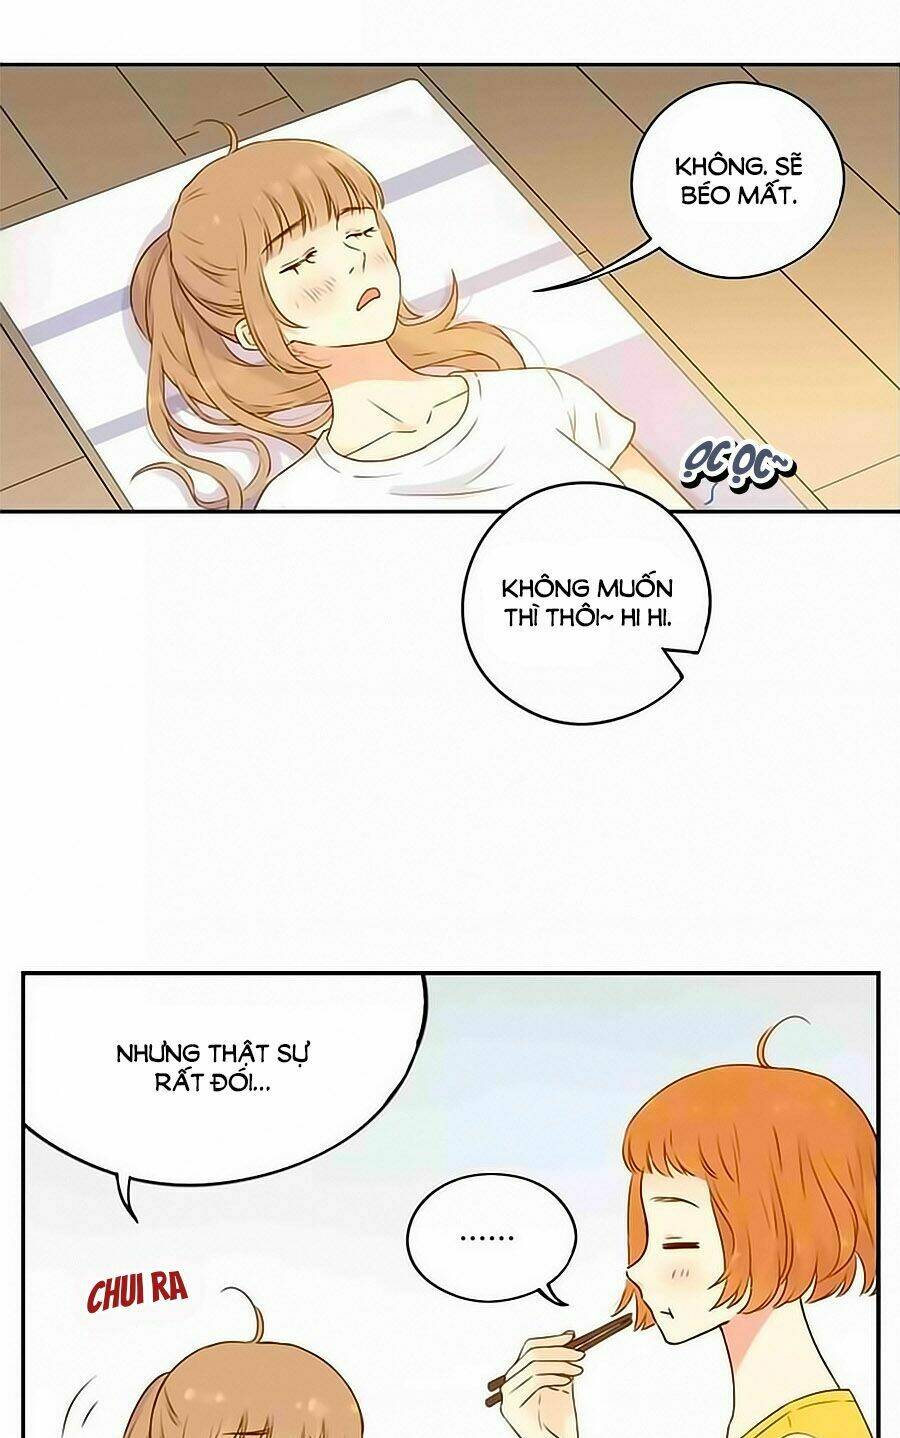 KHÔNG. SẼ
BÉO MẤT.
ỌC ỌC~
KHÔNG MUỐN
THÌ THÔI~ HI HI.
NHƯNG THẬT SỰ
RẤT ĐÓI...
......
CHUI RA